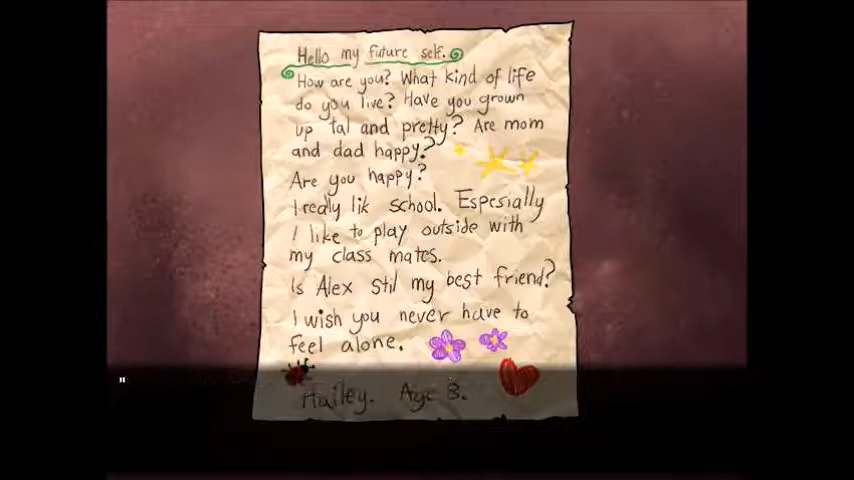 Hello my future self.
How are you? What kind of life
do you live? Have you grown
up tal and pretty? Are mom
and dad happy?
Are you happy?
I realy lik school. Espesially
I like to play outside with
my class mates.
Is Alex stil my best friend?
I wish you never have to
feel alone.
Hailey. Age 8.
"